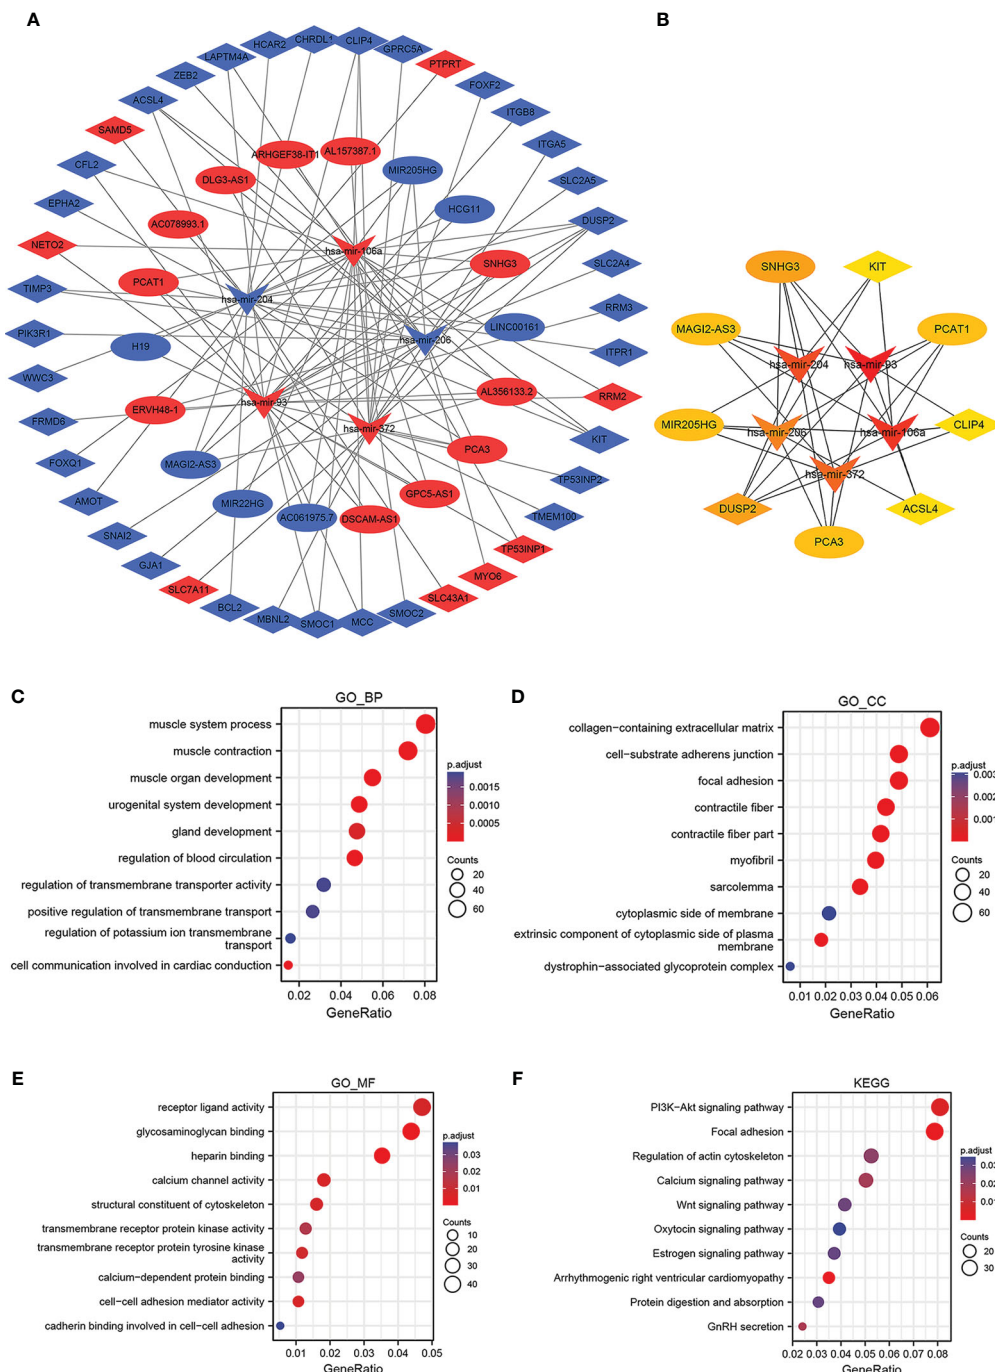 A
B
CHRDL1
CLIP4
HCAR2
GPRC5A
LAPTM4A
PTPRT
ZEB2
FOXF2
ACSL4
ITGB8
SAMD5
ITGA5
ARHGEF38-IT1
AL157387.1
CFL2
MIR205HG
SLC2A5
DLG3-AS1
EPHA2
HCG11
DUSP2
AC078993.1
NETO2
hsa-mir-106a
SNHG3
SLC2A4
TIMP3
PCAT1
hsa-mir-204
RRM3
PIK3R1
LINC00161
H19
hsa-mir-206
ITPR1
WWC3
AL356133.2
RRM2
FRMD6
ERVH48-1
hsa-mir-93
hsa-mir-372
KIT
FOXQ1
MAGI2-AS3
PCA3
TP53INP2
AMOT
MIR22HG
GPC5-AS1
TMEM100
SNAI2
AC061975.7
DSCAM-AS1
TP53INP1
GJA1
MYO6
SLC7A11
SLC43A1
BCL2
MBNL2
SMOC1
MCC
SMOC2
SNHG3
KIT
MAGI2-AS3
PCAT1
hsa-mir-204
hsa-mir-93
MIR205HG
hsa-mir-206
hsa-mir-106a
CLIP4
hsa-mir-372
DUSP2
ACSL4
PCA3
C
GO_BP
muscle system process
muscle contraction
muscle organ development
urogenital system development
gland development
regulation of blood circulation
regulation of transmembrane transporter activity
positive regulation of transmembrane transport
regulation of potassium ion transmembrane
transport
cell communication involved in cardiac conduction
0.02 0.04 0.06 0.08
GeneRatio
p.adjust
0.0015
0.0005
Counts
20
40
60
D
GO_CC
collagen−containing extracellular matrix
cell−substrate adherens junction
focal adhesion
contractile fiber
contractile fiber part
myofibril
sarcolemma
cytoplasmic side of membrane
extrinsic component of cytoplasmic side of plasma
membrane
dystrophin−associated glycoprotein complex
0.01 0.02 0.03 0.04 0.05 0.06
GeneRatio
p.adjust
0.003
0.002
0.001
Counts
20
40
60
E
GO_MF
receptor ligand activity
glycosaminoglycan binding
heparin binding
calcium channel activity
structural constituent of cytoskeleton
transmembrane receptor protein kinase activity
transmembrane receptor protein tyrosine kinase
activity
calcium−dependent protein binding
cell−cell adhesion mediator activity
cadherin binding involved in cell−cell adhesion
0.01 0.02 0.03 0.04 0.05
GeneRatio
p.adjust
0.03
0.02
0.01
Counts
10
20
30
40
F
KEGG
PI3K−Akt signaling pathway
Focal adhesion
Regulation of actin cytoskeleton
Calcium signaling pathway
Wnt signaling pathway
Oxytocin signaling pathway
Estrogen signaling pathway
Arrhythmogenic right ventricular cardiomyopathy
Protein digestion and absorption
GnRH secretion
0.02 0.03 0.04 0.05 0.06 0.07 0.08
GeneRatio
p.adjust
0.03
0.02
0.01
Counts
20
30